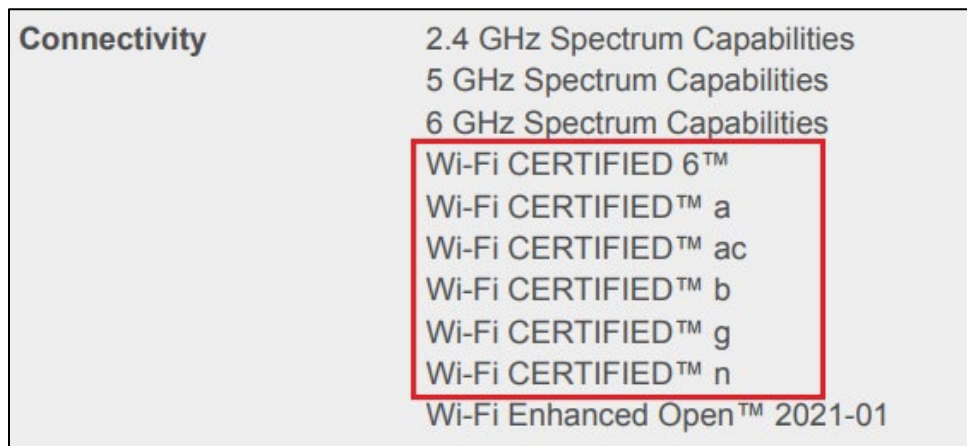 Connectivity
2.4 GHz Spectrum Capabilities
5 GHz Spectrum Capabilities
6 GHz Spectrum Capabilities
Wi-Fi CERTIFIED 6™
Wi-Fi CERTIFIED™ a
Wi-Fi CERTIFIED™ ac
Wi-Fi CERTIFIED™ b
Wi-Fi CERTIFIED™ g
Wi-Fi CERTIFIED™ n
Wi-Fi Enhanced Open™ 2021-01